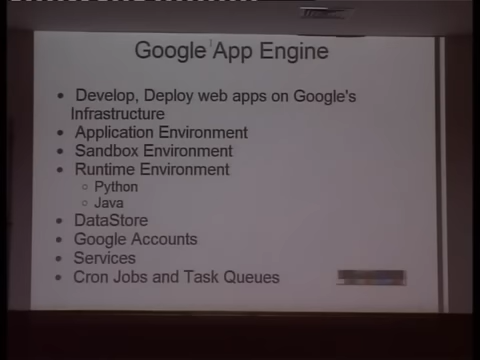 Google App Engine
• Develop, Deploy web apps on Google's
Infrastructure
• Application Environment
• Sandbox Environment
• Runtime Environment
○ Python
○ Java
• DataStore
• Google Accounts
• Services
• Cron Jobs and Task Queues